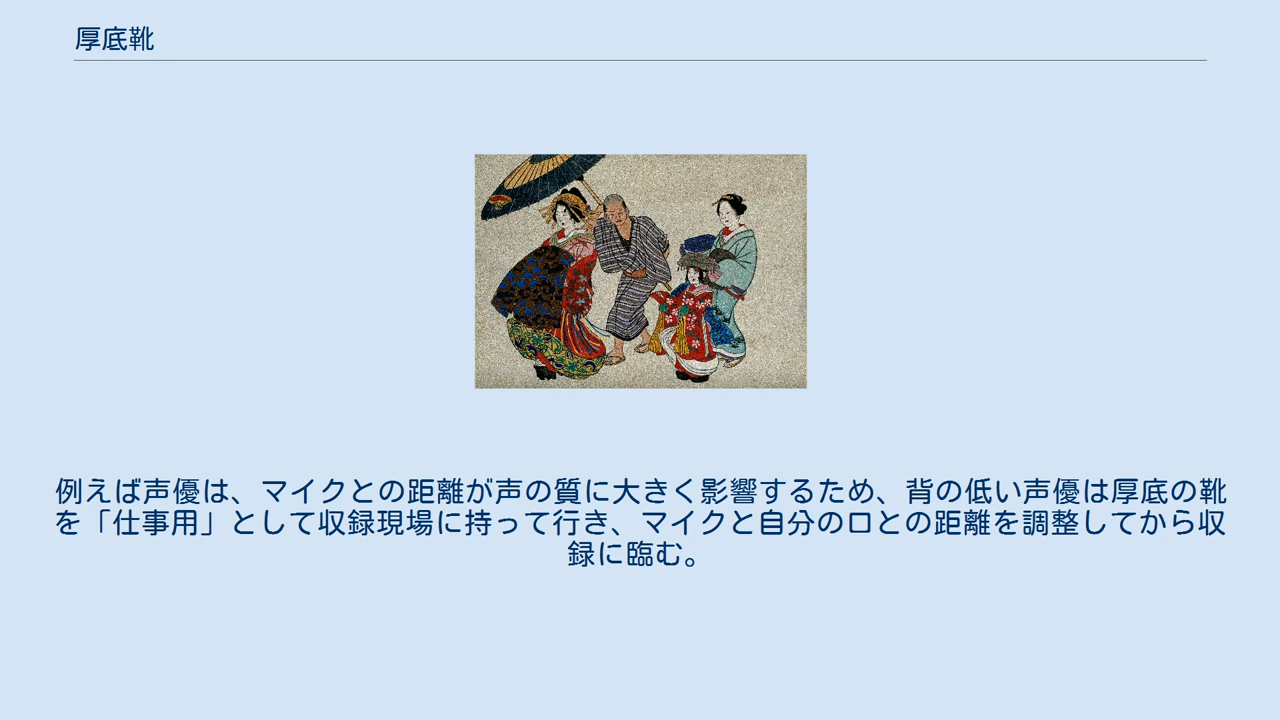 厚底靴
例えば声優は、マイクとの距離が声の質に大きく影響するため、背の低い声優は厚底の靴
を「仕事用」として収録現場に持って行き、マイクと自分の口との距離を調整してから収
録に臨む。